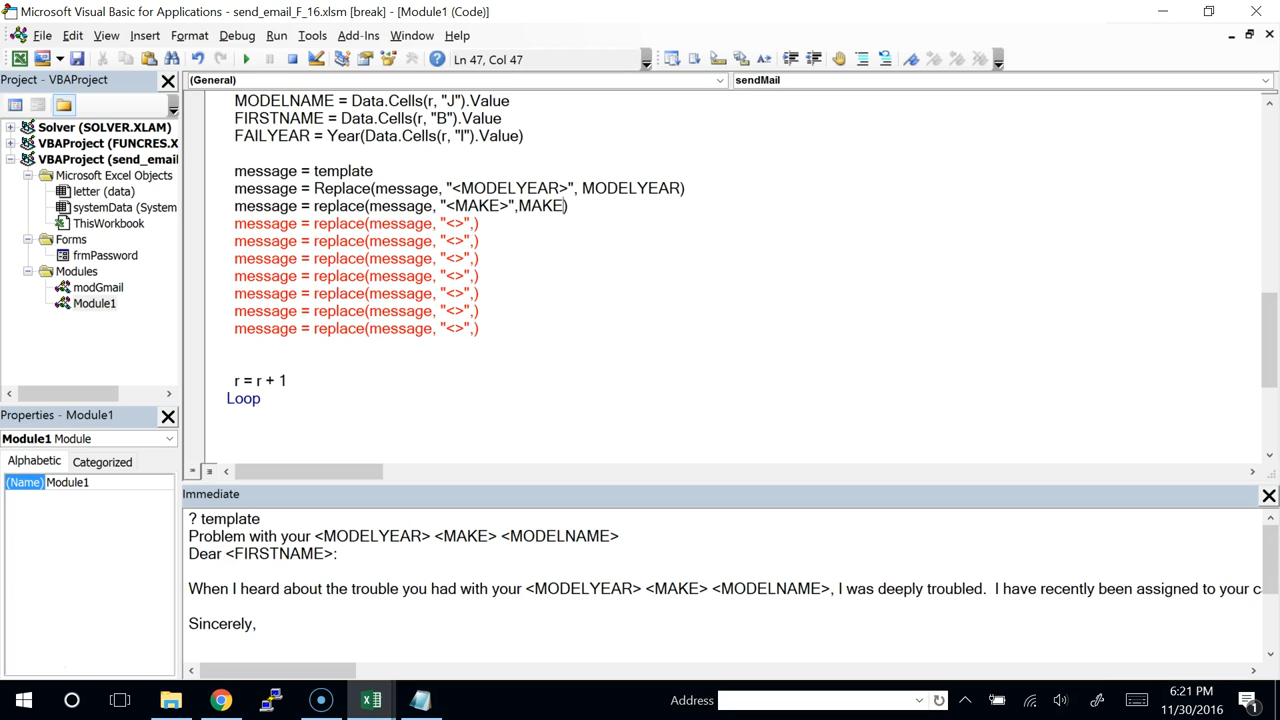 Microsoft Visual Basic for Applications - send_email_F_16.xlsm [break] - [Module1 (Code)]
File Edit View Insert Format Debug Run Tools Add-Ins Window Help
Ln 47, Col 47
Project - VBAProject
(General)
sendMail
Solver (SOLVER.XLAM)
VBAProject (FUNCRES.X
VBAProject (send_email
Microsoft Excel Objects
letter (data)
systemData (System
ThisWorkbook
Forms
frmPassword
Modules
modGmail
Module1
MODELNAME = Data.Cells(r, "J").Value
FIRSTNAME = Data.Cells(r, "B").Value
FAILYEAR = Year(Data.Cells(r, "I").Value)
message = template
message = Replace(message, "<MODELYEAR>", MODELYEAR)
message = replace(message, "<MAKE>",MAKE)
message = replace(message, "<>",)
message = replace(message, "<>",)
message = replace(message, "<>",)
message = replace(message, "<>",)
message = replace(message, "<>",)
message = replace(message, "<>",)
message = replace(message, "<>",)
r = r + 1
Loop
Properties - Module1
Module1 Module
Alphabetic Categorized
(Name) Module1
Immediate
? template
Problem with your <MODELYEAR> <MAKE> <MODELNAME>
Dear <FIRSTNAME>:
When I heard about the trouble you had with your <MODELYEAR> <MAKE> <MODELNAME>, I was deeply troubled.  I have recently been assigned to your c
Sincerely,
Address
6:21 PM
11/30/2016
1